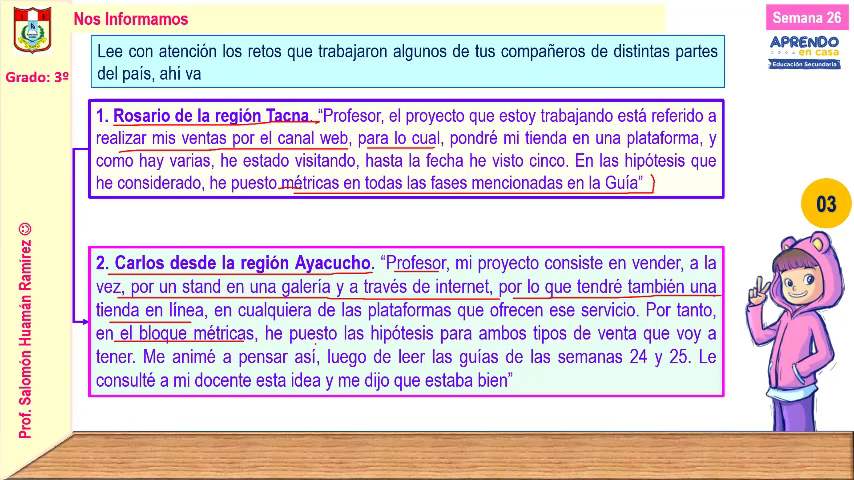 Nos Informamos
Semana 26
APRENDO
en casa
Educación Secundaria
Grado: 3º
Lee con atención los retos que trabajaron algunos de tus compañeros de distintas partes
del país, ahí va
1. Rosario de la región Tacna. “Profesor, el proyecto que estoy trabajando está referido a
realizar mis ventas por el canal web, para lo cual, pondré mi tienda en una plataforma, y
como hay varias, he estado visitando, hasta la fecha he visto cinco. En las hipótesis que
he considerado, he puesto métricas en todas las fases mencionadas en la Guía”
03
2. Carlos desde la región Ayacucho. “Profesor, mi proyecto consiste en vender, a la
vez, por un stand en una galería y a través de internet, por lo que tendré también una
tienda en línea, en cualquiera de las plataformas que ofrecen ese servicio. Por tanto,
en el bloque métricas, he puesto las hipótesis para ambos tipos de venta que voy a
tener. Me animé a pensar así, luego de leer las guías de las semanas 24 y 25. Le
consulté a mi docente esta idea y me dijo que estaba bien”
Prof. Salomón Huamán Ramírez ☺